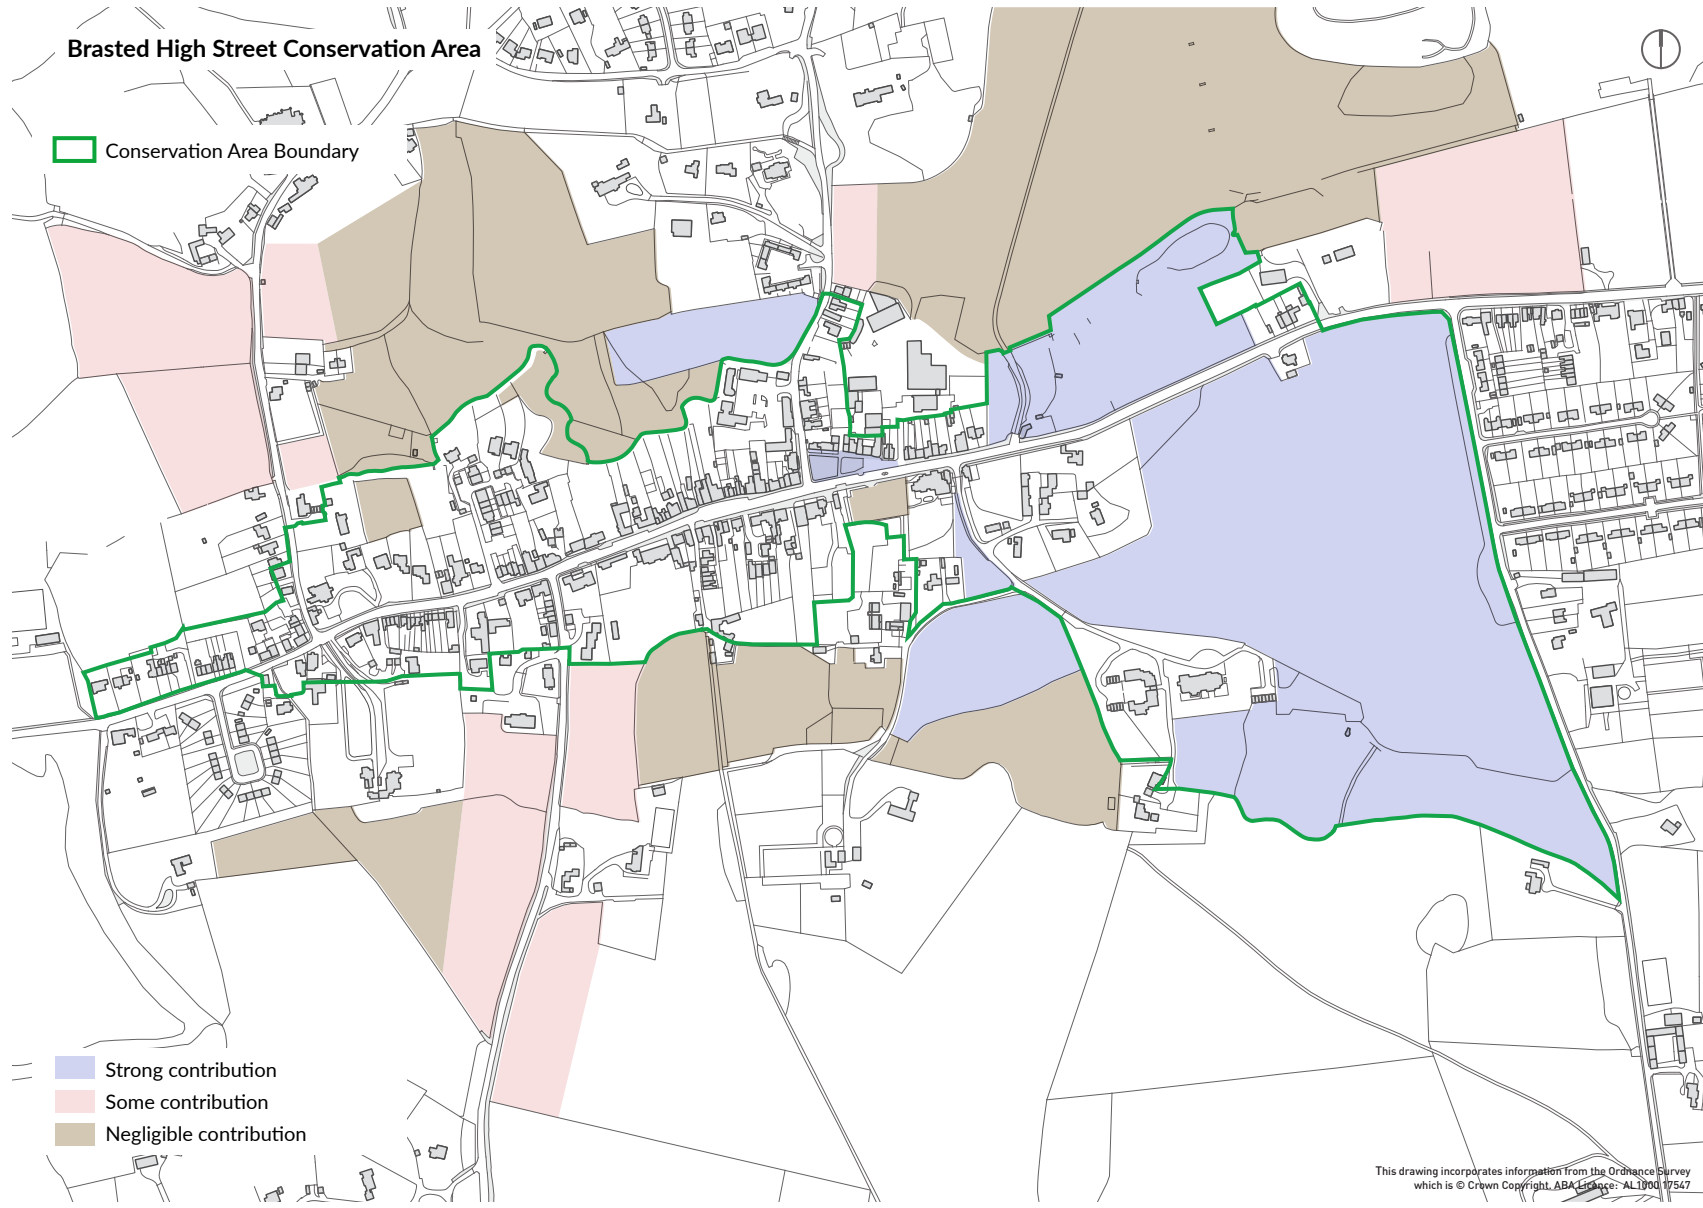 Brasted High Street Conservation Area
Conservation Area Boundary
Strong contribution
Some contribution
Negligible contribution
This drawing incorporates information from the Ordnance Survey
which is © Crown Copyright. ABA Licence: AL1000 17547